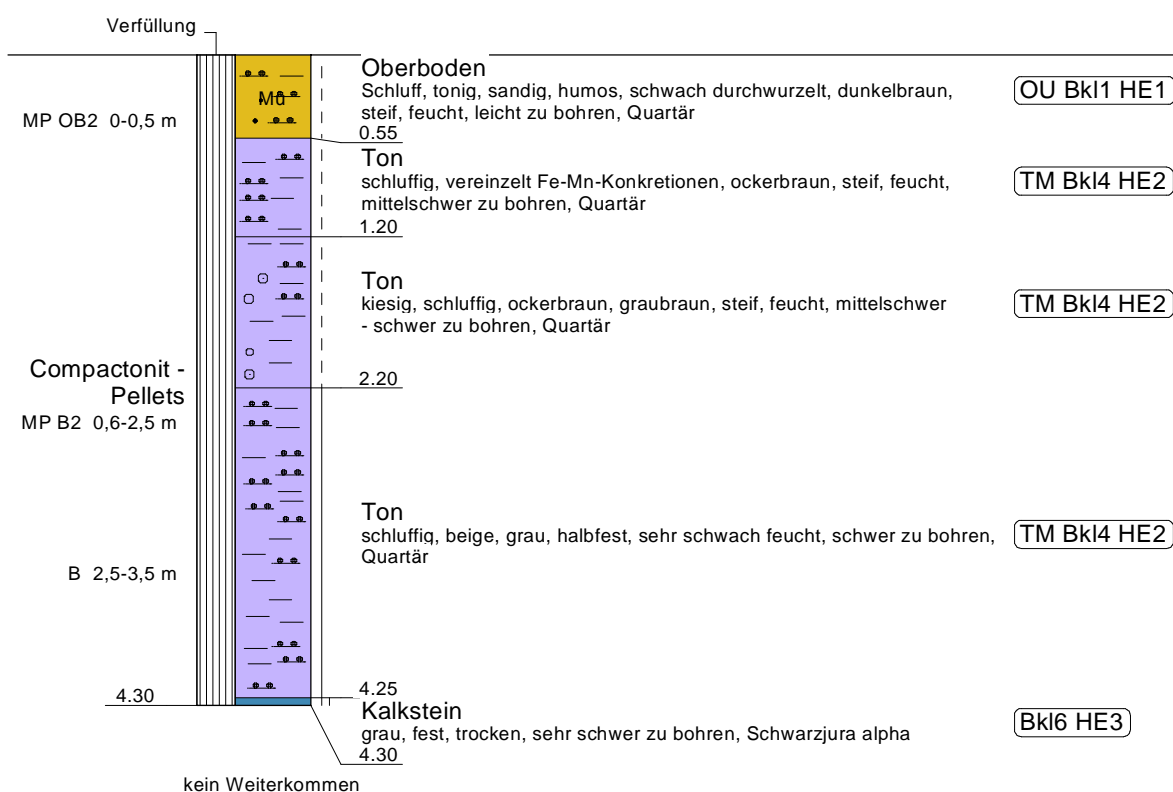 Verfüllung
Mu
MP OB2 0-0,5 m
Oberboden
Schluff, tonig, sandig, humos, schwach durchwurzelt, dunkelbraun,
steif, feucht, leicht zu bohren, Quartär
0.55
OU Bkl1 HE1
Ton
schluffig, vereinzelt Fe-Mn-Konkretionen, ockerbraun, steif, feucht,
mittelschwer zu bohren, Quartär
1.20
TM Bkl4 HE2
Ton
kiesig, schluffig, ockerbraun, graubraun, steif, feucht, mittelschwer
- schwer zu bohren, Quartär
2.20
TM Bkl4 HE2
Compactonit -
Pellets
MP B2 0,6-2,5 m
Ton
schluffig, beige, grau, halbfest, sehr schwach feucht, schwer zu bohren,
Quartär
TM Bkl4 HE2
B 2,5-3,5 m
4.30
4.25
Kalkstein
grau, fest, trocken, sehr schwer zu bohren, Schwarzjura alpha
4.30
Bkl6 HE3
kein Weiterkommen